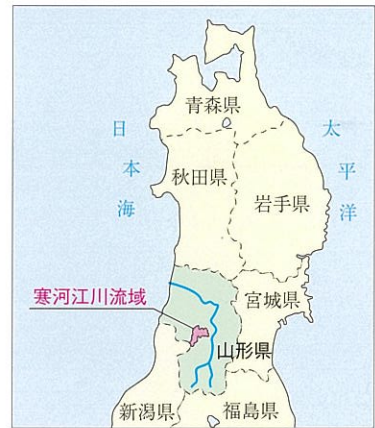 青森県
日本海
太平洋
秋田県
岩手県
寒河江川流域
宮城県
山形県
新潟県
福島県